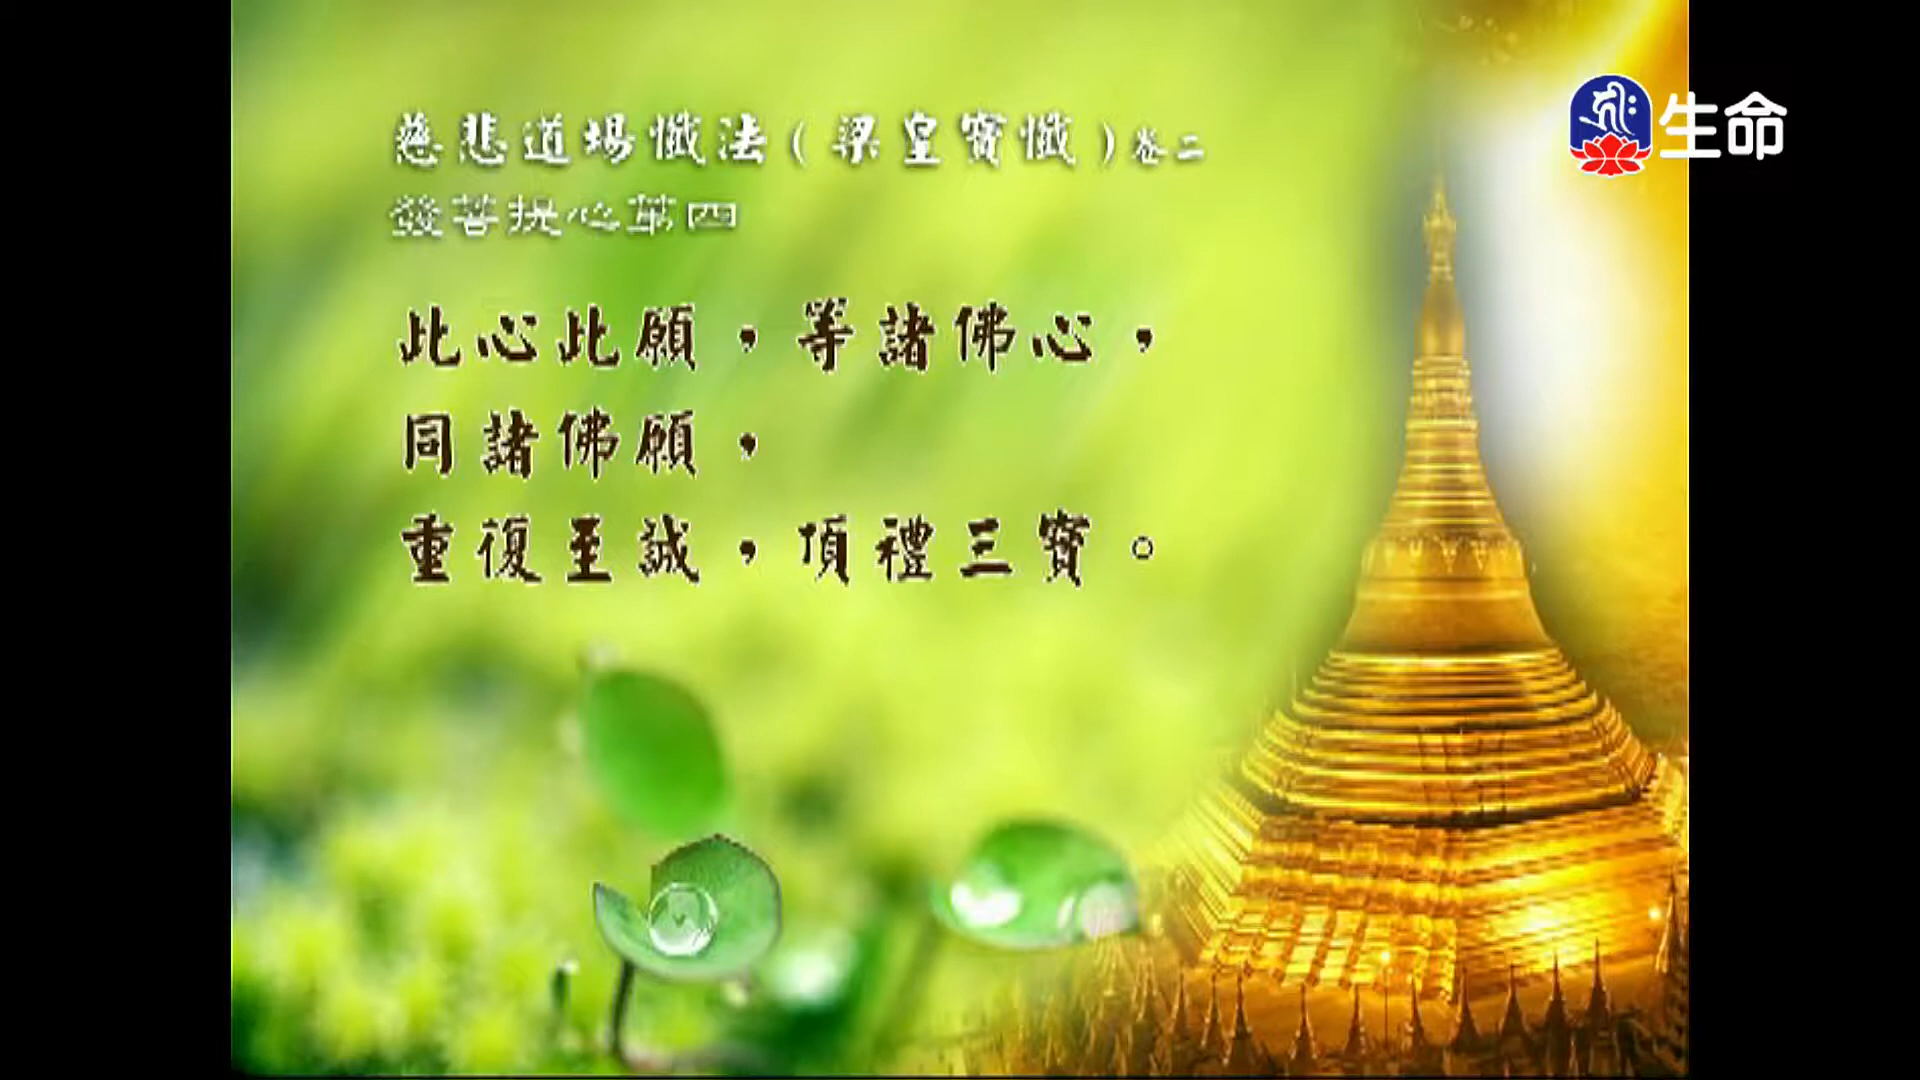 慈悲道場懺法(梁皇寶懺)卷二
發菩提心第四
此心此願，等諸佛心，
同諸佛願，
重復至誠，頂禮三寶。
生命